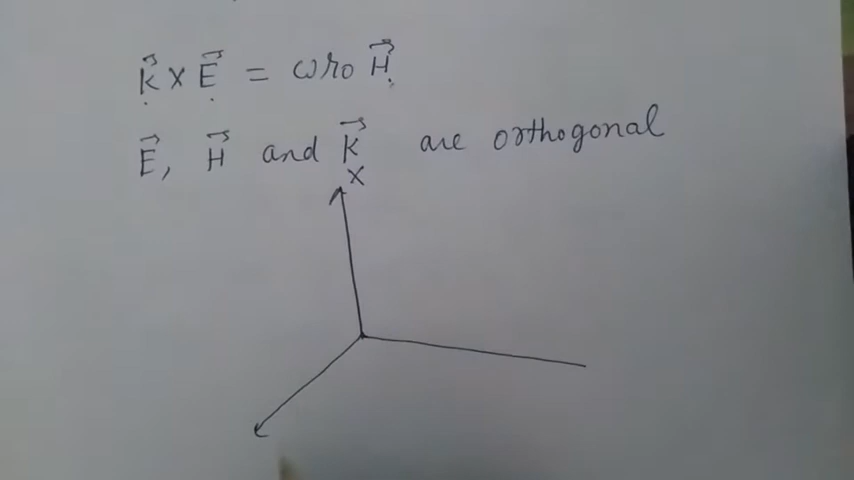 K⃗ × E⃗ = ωμ₀ H⃗
E⃗, H⃗ and K⃗ are orthogonal
X